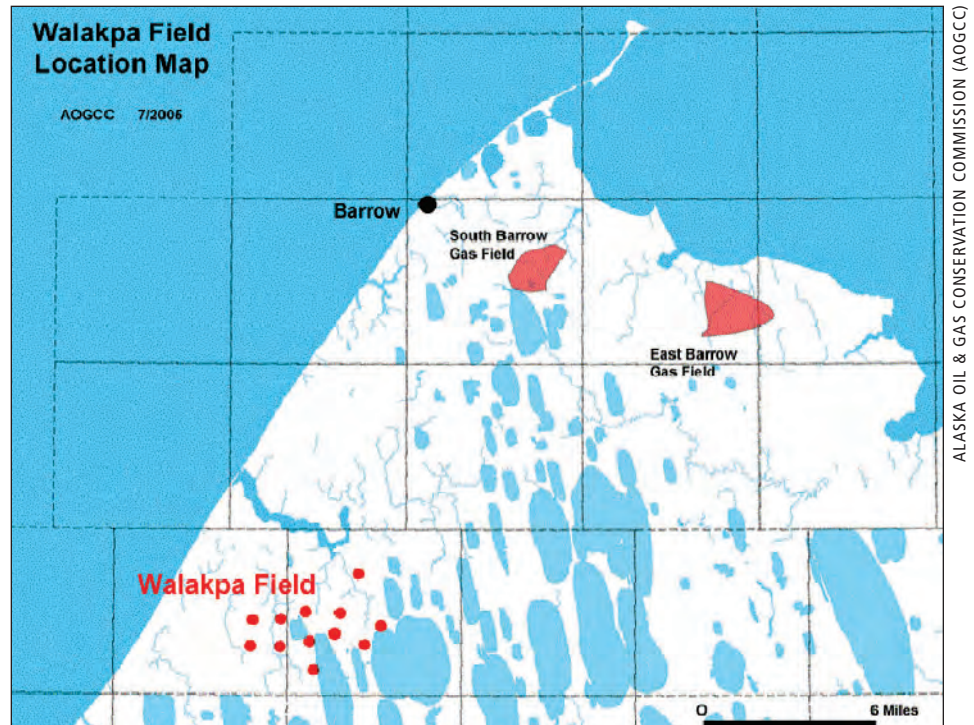 Walakpa Field
Location Map
AOGCC 7/2005
Barrow
South Barrow
Gas Field
East Barrow
Gas Field
Walakpa Field
0
6 Miles
ALASKA OIL & GAS CONSERVATION COMMISSION (AOGCC)